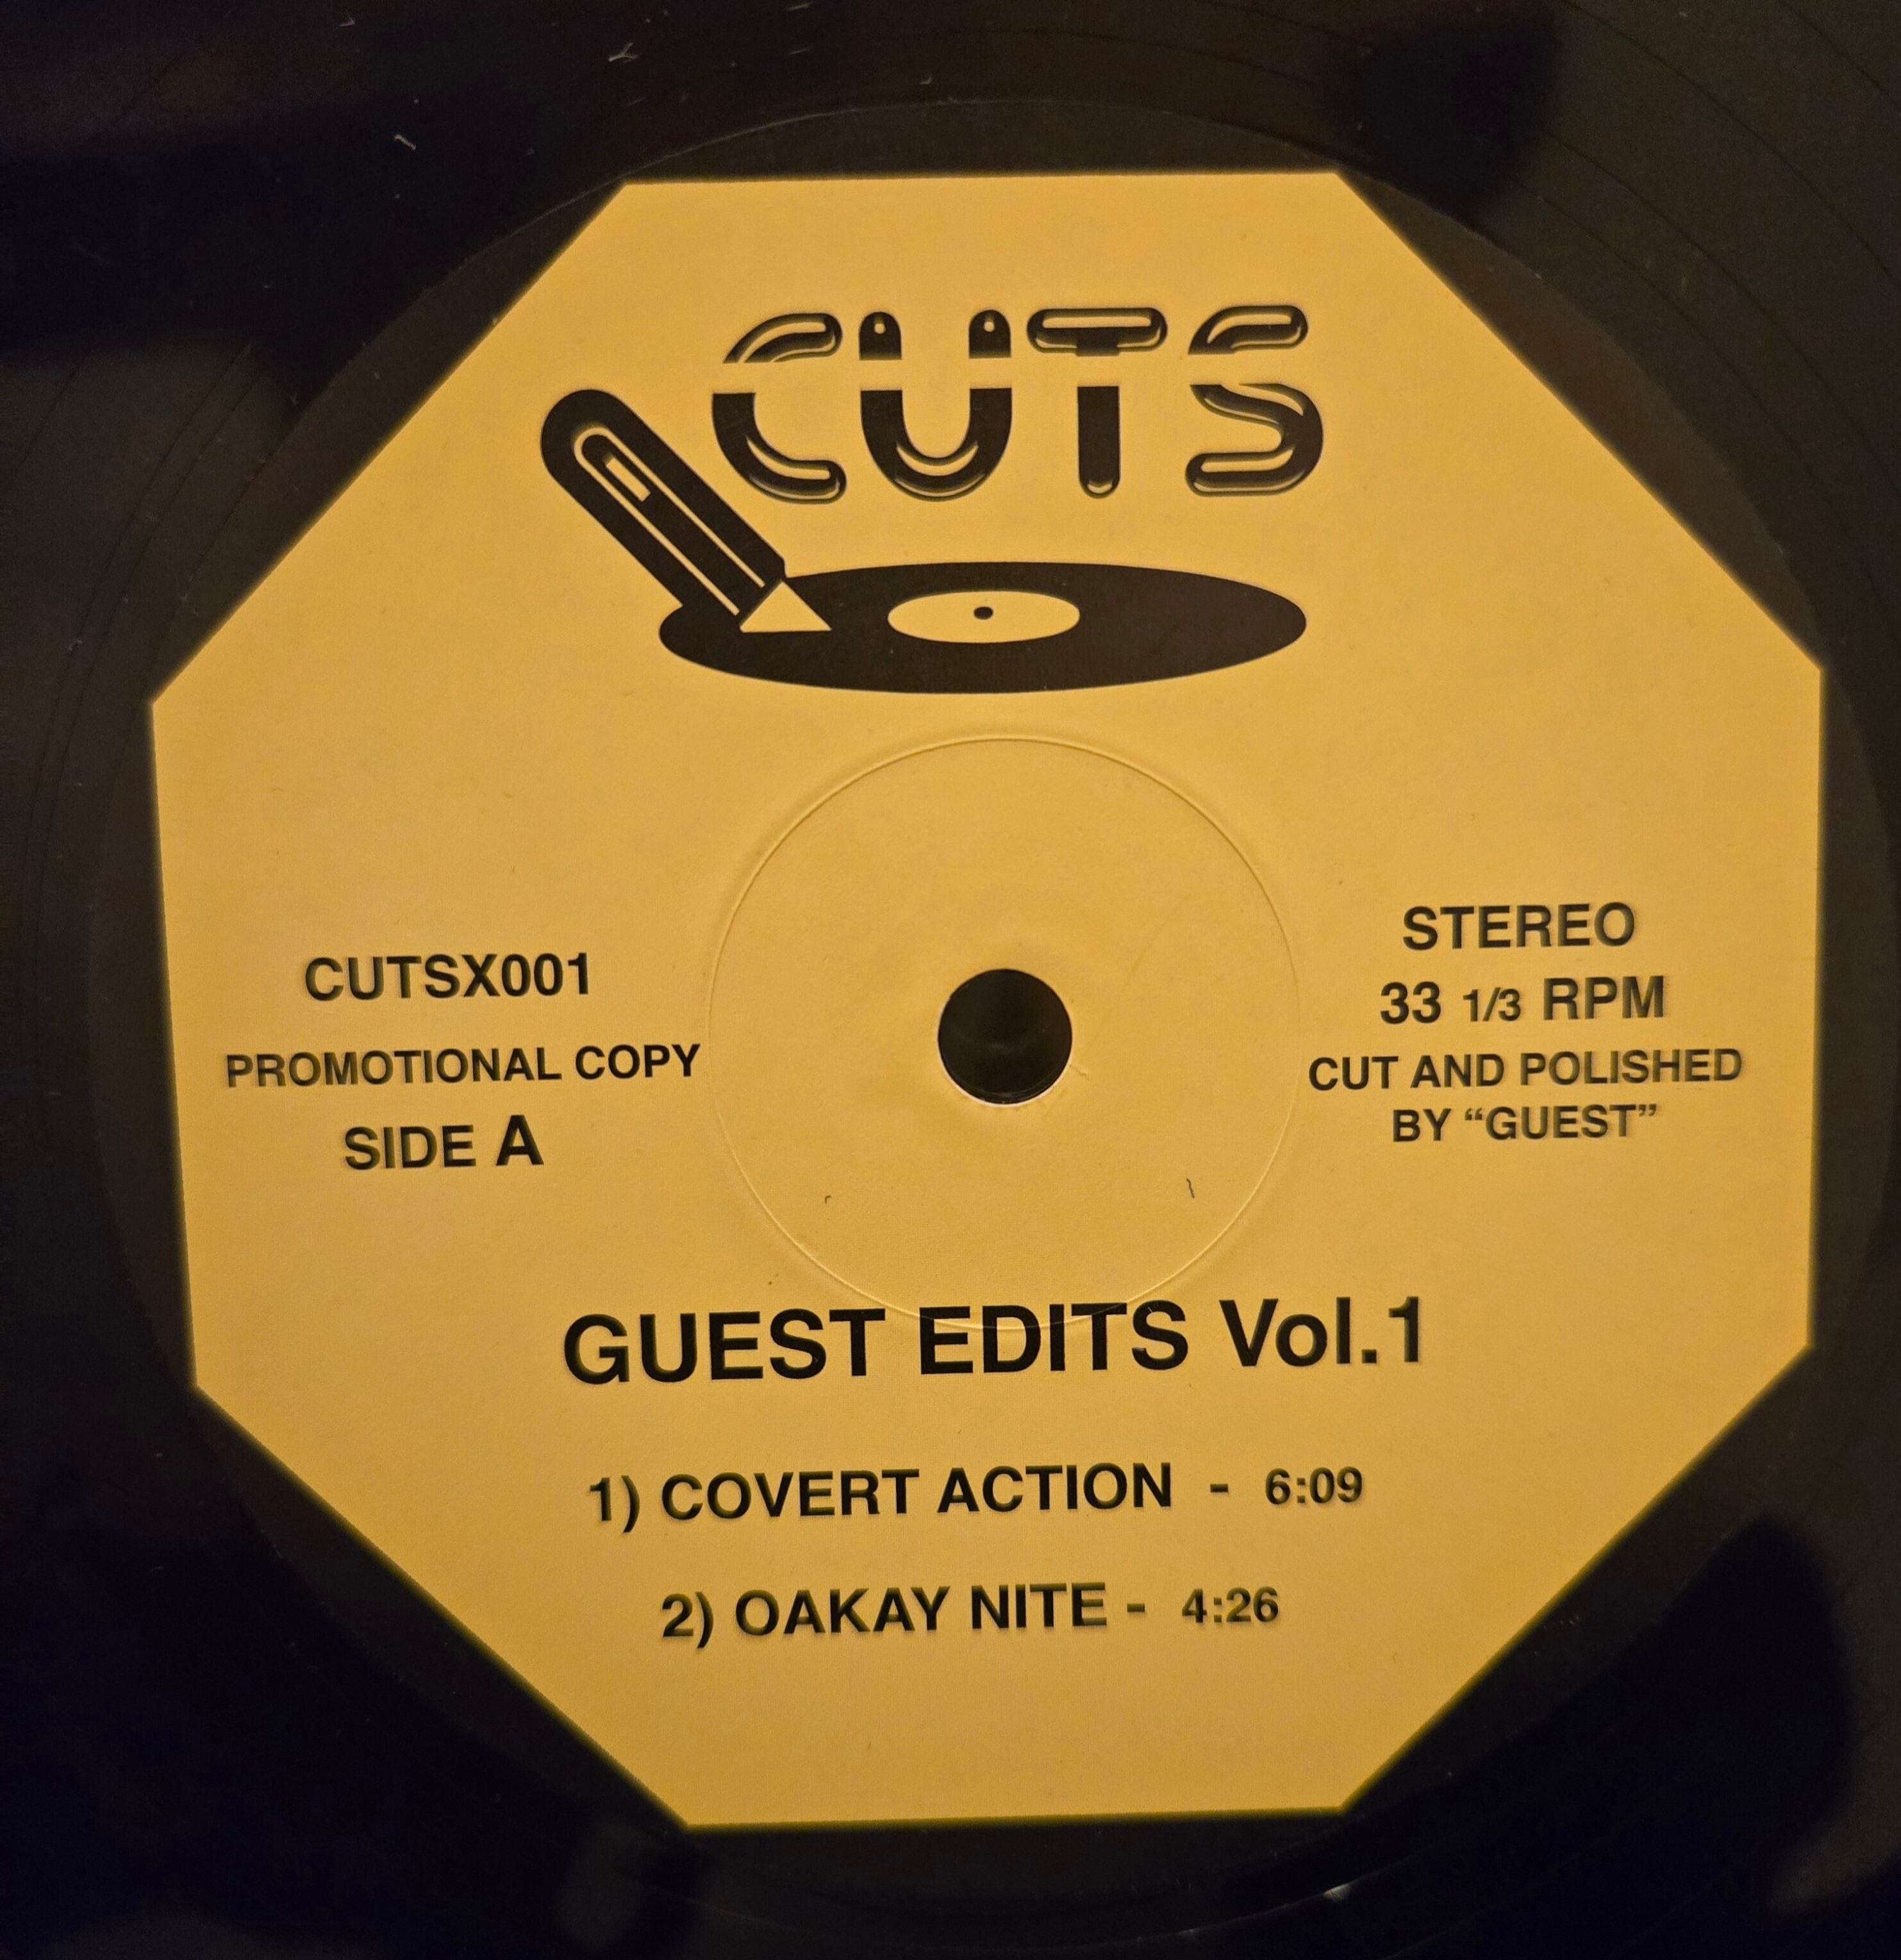 CUTS
CUTSX001
PROMOTIONAL COPY
SIDE A
STEREO
33 1/3 RPM
CUT AND POLISHED
BY “GUEST”
GUEST EDITS Vol.1
1) COVERT ACTION - 6:09
2) OAKAY NITE - 4:26